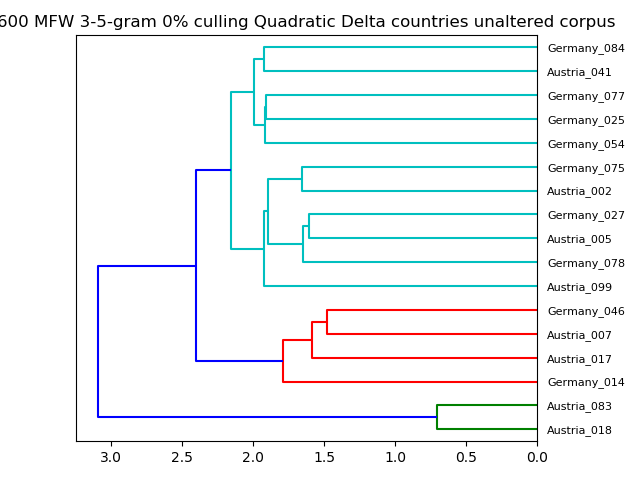 600 MFW 3-5-gram 0% culling Quadratic Delta countries unaltered corpus
Germany_084
Austria_041
Germany_077
Germany_025
Germany_054
Germany_075
Austria_002
Germany_027
Austria_005
Germany_078
Austria_099
Germany_046
Austria_007
Austria_017
Germany_014
Austria_083
Austria_018
3.0 2.5 2.0 1.5 1.0 0.5 0.0